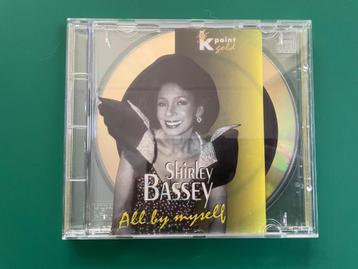 K point
gold
Shirley
BASSEY
All by myself